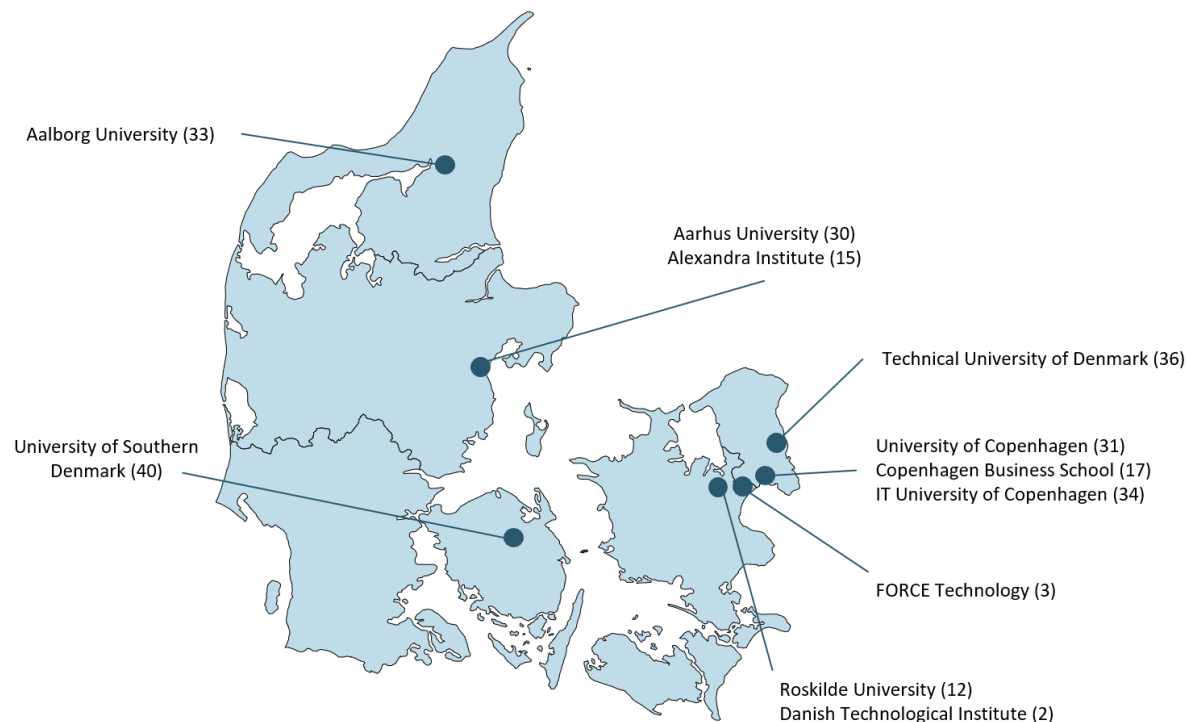 Aalborg University (33)
Aarhus University (30)
Alexandra Institute (15)
Technical University of Denmark (36)
University of Southern
Denmark (40)
University of Copenhagen (31)
Copenhagen Business School (17)
IT University of Copenhagen (34)
FORCE Technology (3)
Roskilde University (12)
Danish Technological Institute (2)